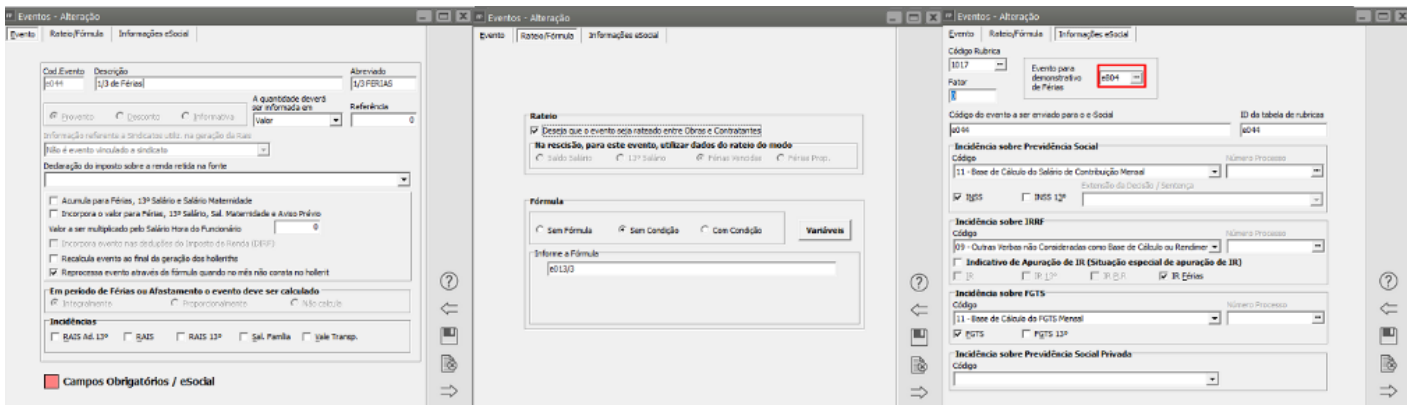 Eventos - Alteração
Evento Rateio/Fórmula Informações eSocial
Cod.Evento Descrição Abreviado
e044 1/3 de Férias 1/3 FERIAS
Provento Desconto Informativa
A quantidade deverá
ser informada em
Valor
Referência
0
Informação referente a Sindicatos utiliz. na geração da Rais
Não é evento vinculado a sindicato
Declaração do imposto sobre a renda retida na fonte
Acumula para Férias, 13º Salário e Salário Maternidade
Incorpora o valor para Férias, 13º Salário, Sal. Maternidade e Aviso Prévio
Valor a ser multiplicado pelo Salário Hora do Funcionário 0
Incorpora evento nas deduções do Imposto de Renda (DIRF)
Recalcula evento ao final da geração dos holleriths
Reprocessa evento através da fórmula quando no mês não consta no hollerit
Em período de Férias ou Afastamento o evento deve ser calculado
Integralmente Proporcionalmente Não calcule
Incidências
RAIS Ad. 13º RAIS RAIS 13º Sal. Família Vale Transp.
Campos Obrigatórios / eSocial
Eventos - Alteração
Evento Rateio/Fórmula Informações eSocial
Rateio
Deseja que o evento seja rateado entre Obras e Contratantes
Na rescisão, para este evento, utilizar dados do rateio do modo
Saldo Salário 13º Salário Férias Vencidas Férias Prop.
Fórmula
Sem Fórmula Sem Condição Com Condição Variáveis
Informe a Fórmula
e013/3
Eventos - Alteração
Evento Rateio/Fórmula Informações eSocial
Código Rubrica
1017
Fator
0
Evento para
demonstrativo
de Férias
e804
Código do evento a ser enviado para o e-Social ID da tabela de rubricas
e044 e044
Incidência sobre Previdência Social
Código Número Processo
11 - Base de Cálculo do Salário de Contribuição Mensal
Extensão da Decisão / Sentença
INSS INSS 13º
Incidência sobre IRRF
Código Número Processo
09 - Outras Verbas não Consideradas como Base de Cálculo ou Rendimer
Indicativo de Apuração de IR (Situação especial de apuração de IR)
IR IR 13º IR P.R IR Férias
Incidência sobre FGTS
Código Número Processo
11 - Base de Cálculo do FGTS Mensal
FGTS FGTS 13º
Incidência sobre Previdência Social Privada
Código